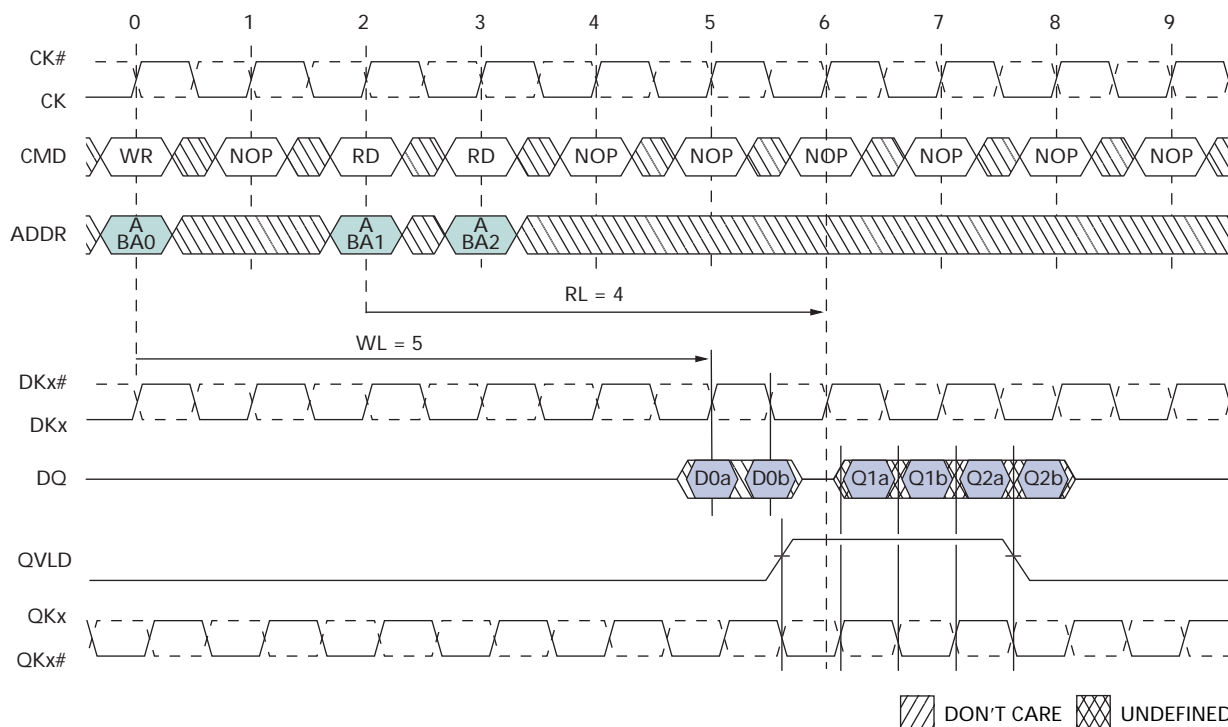 0 1 2 3 4 5 6 7 8 9
CK#
CK
CMD WR NOP RD RD NOP NOP NOP NOP NOP NOP
ADDR A BA0 A BA1 A BA2
RL = 4
WL = 5
DKx#
DKx
DQ D0a D0b Q1a Q1b Q2a Q2b
QVLD
QKx
QKx#
DON'T CARE UNDEFINED